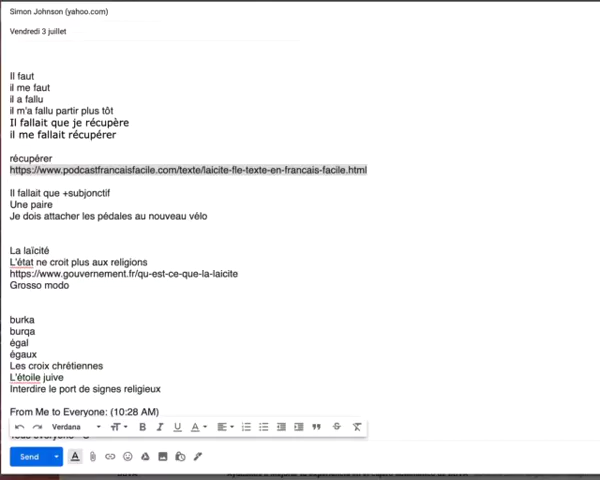 Simon Johnson (yahoo.com)
Vendredi 3 juillet
Il faut
il me faut
il a fallu
il m'a fallu partir plus tôt
Il fallait que je récupère
il me fallait récupérer
récupérer
https://www.podcastfrancaisfacile.com/texte/laicite-fle-texte-en-francais-facile.html
Il fallait que +subjonctif
Une paire
Je dois attacher les pédales au nouveau vélo
La laïcité
L'état ne croit plus aux religions
https://www.gouvernement.fr/qu-est-ce-que-la-laicite
Grosso modo
burka
burqa
égal
égaux
Les croix chrétiennes
L'étoile juive
Interdire le port de signes religieux
From Me to Everyone: (10:28 AM)
Verdana
Send